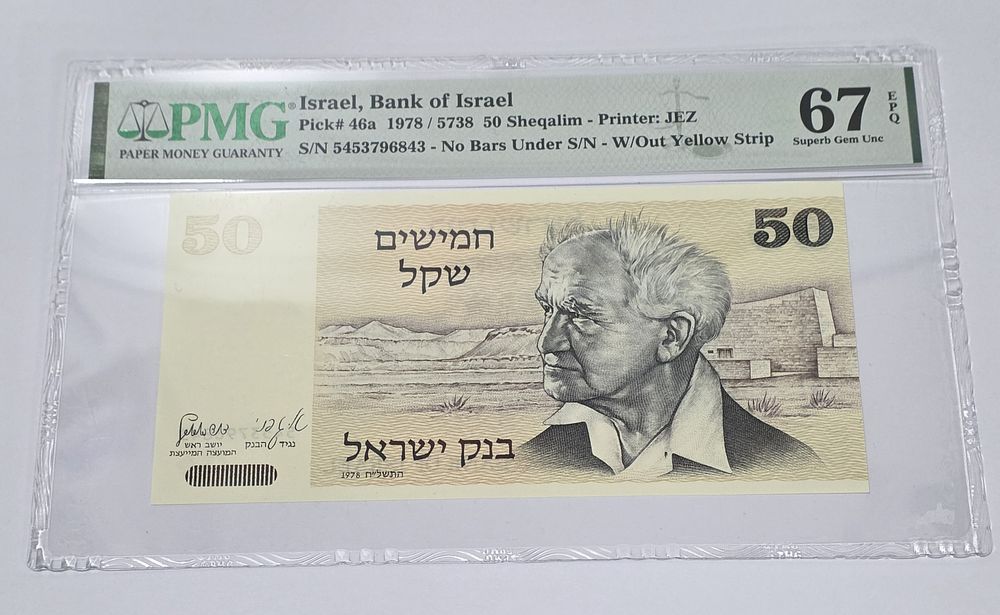 PMG®
PAPER MONEY GUARANTY
Israel, Bank of Israel
Pick# 46a 1978 / 5738 50 Sheqalim - Printer: JEZ
S/N 5453796843 - No Bars Under S/N - W/Out Yellow Strip
67
EPQ
Superb Gem Unc
50
50
חמישים
שקל
בנק ישראל
1978 התשל"ח
נגיד הבנק
יושב ראש
המועצה המייעצת